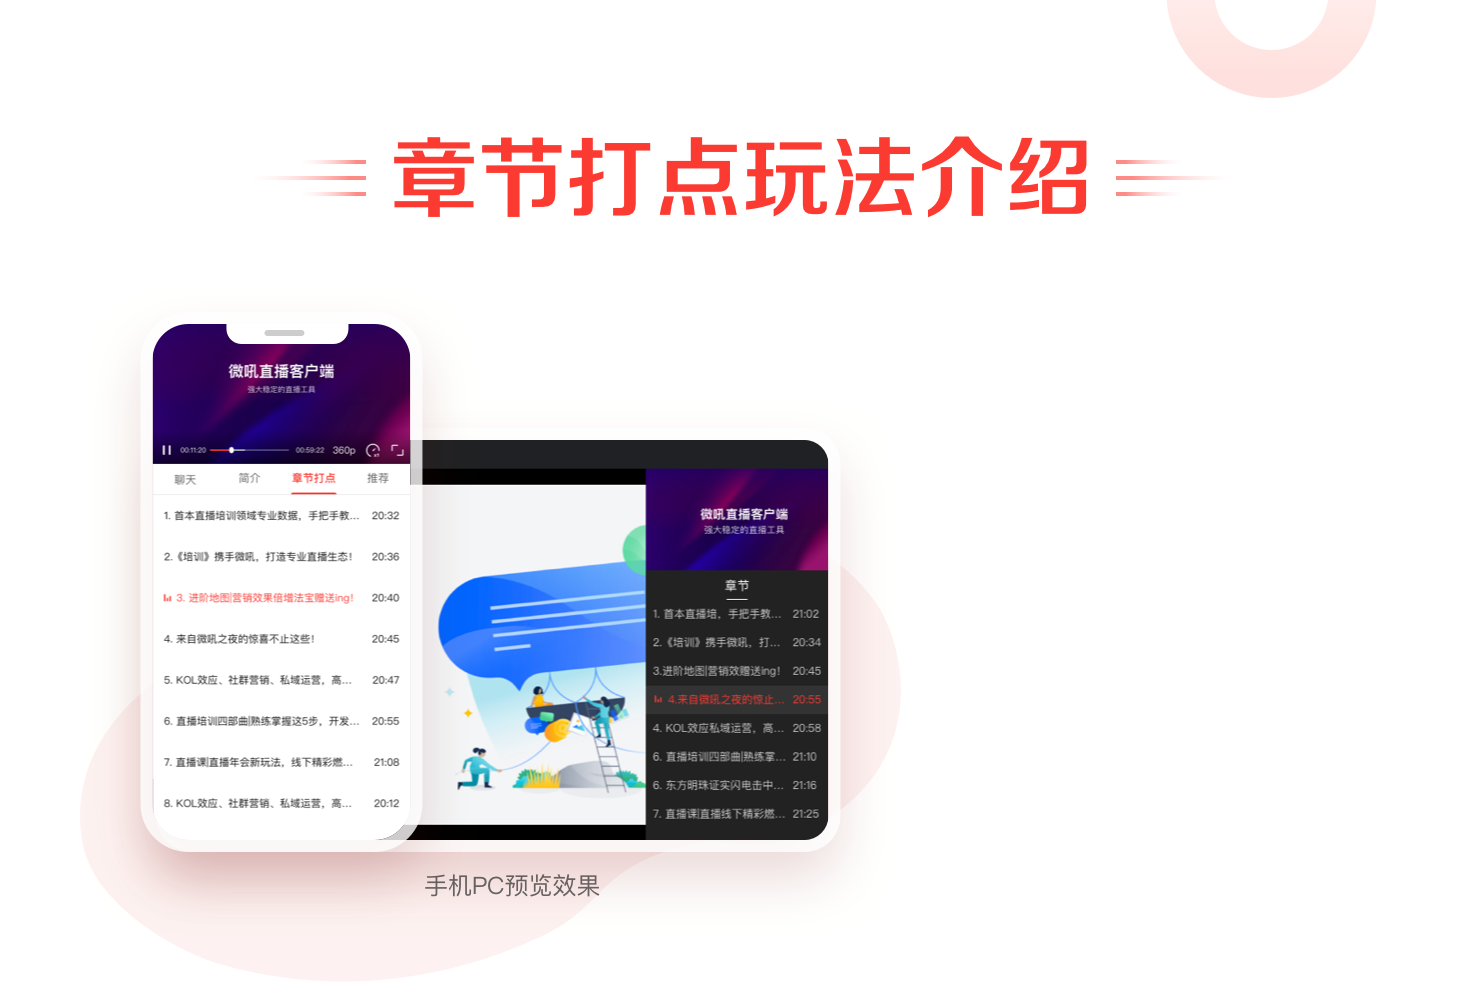 章节打点玩法介绍
微吼直播客户端
强大稳定的直播工具
00:11:20 00:59:22 360p
聊天 简介 章节打点 推荐
1. 首本直播培训领域专业数据，手把手教... 20:32
2.《培训》携手微吼，打造专业直播生态！ 20:36
3. 进阶地图|营销效果倍增法宝赠送ing！ 20:40
4. 来自微吼之夜的惊喜不止这些！ 20:45
5. KOL效应、社群营销、私域运营，高... 20:47
6. 直播培训四部曲|熟练掌握这5步，开发... 20:55
7. 直播课|直播年会新玩法，线下精彩燃... 21:08
8. KOL效应、社群营销、私域运营，高... 20:12
微吼直播客户端
强大稳定的直播工具
章节
1. 首本直播培，手把手教... 21:02
2.《培训》携手微吼，打... 20:34
3.进阶地图|营销效赠送ing！ 20:45
4.来自微吼之夜的惊止... 20:55
4. KOL效应私域运营，高... 20:58
6. 直播培训四部曲|熟练掌... 21:10
6. 东方明珠证实闪电击中... 21:16
7. 直播课|直播线下精彩燃... 21:25
手机PC预览效果